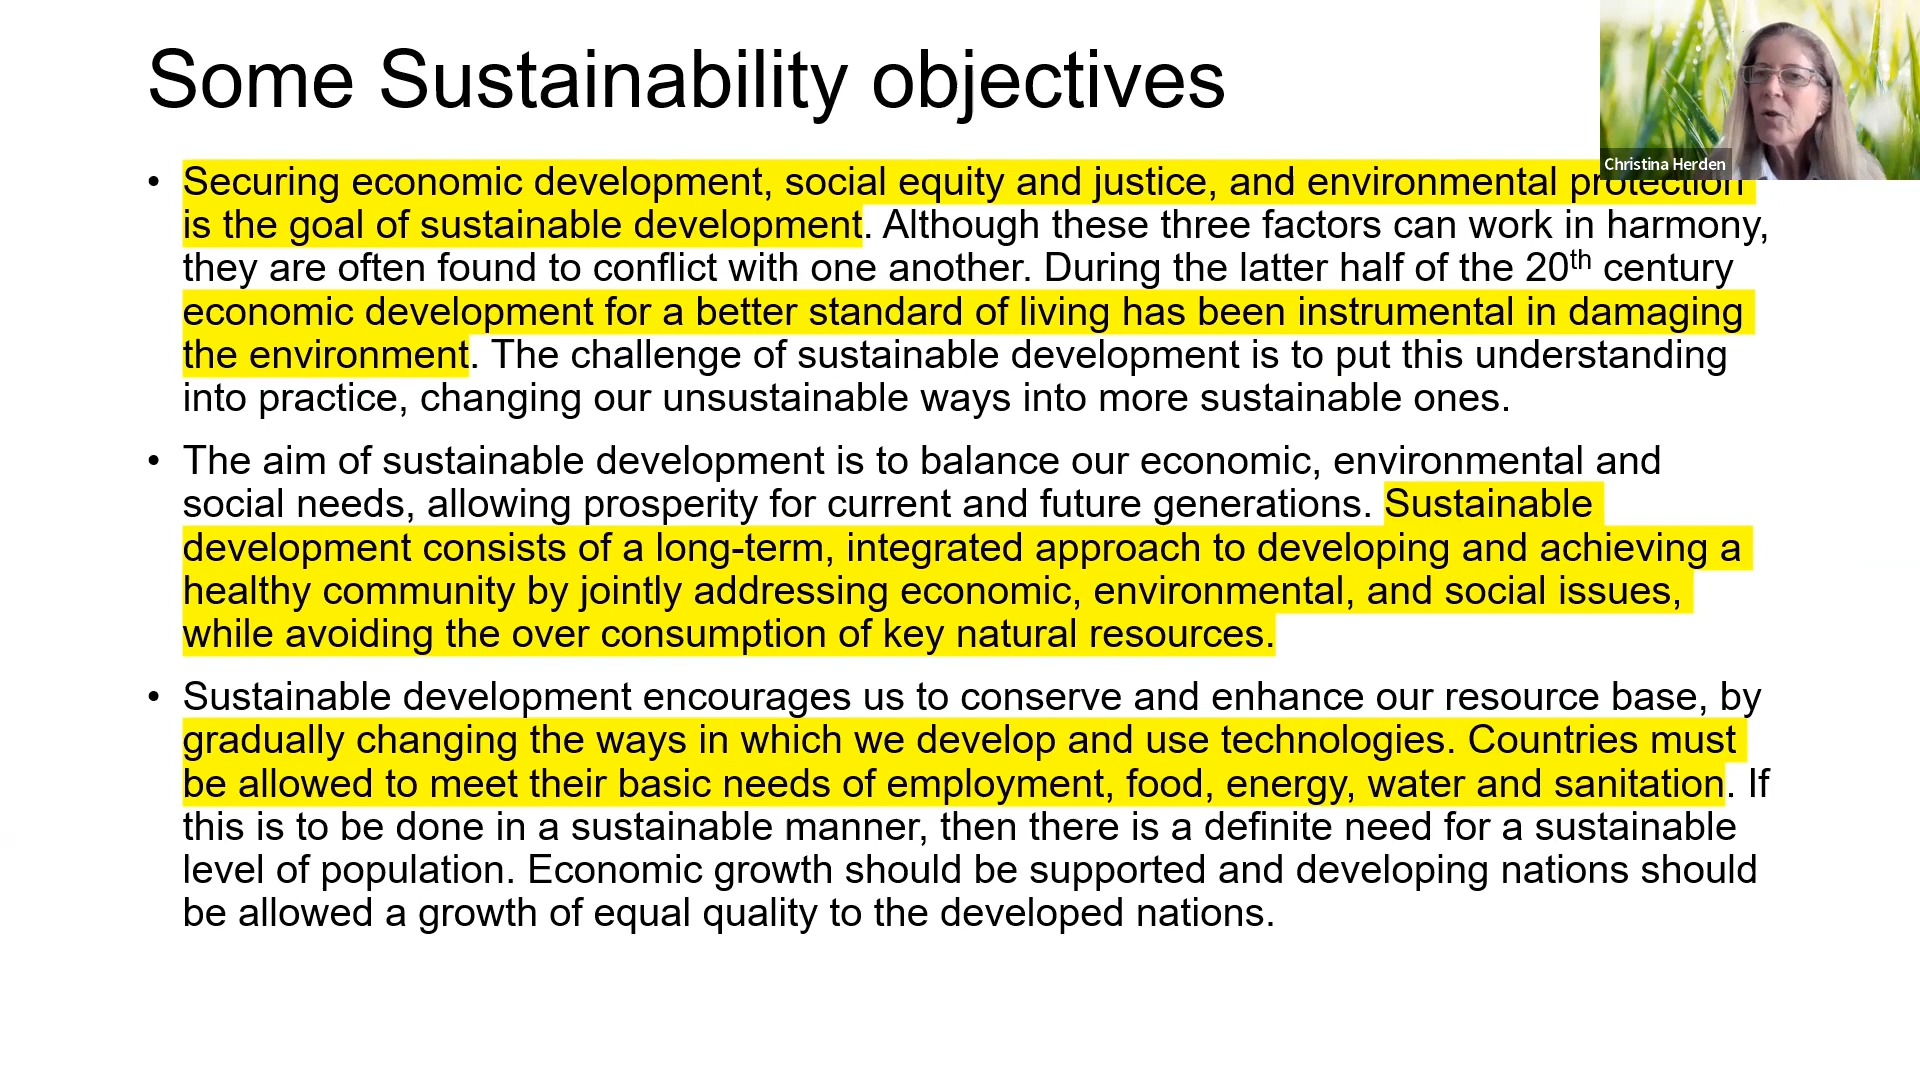 Some Sustainability objectives
Christina Herden
• Securing economic development, social equity and justice, and environmental protection
is the goal of sustainable development. Although these three factors can work in harmony,
they are often found to conflict with one another. During the latter half of the 20th century
economic development for a better standard of living has been instrumental in damaging
the environment. The challenge of sustainable development is to put this understanding
into practice, changing our unsustainable ways into more sustainable ones.
• The aim of sustainable development is to balance our economic, environmental and
social needs, allowing prosperity for current and future generations. Sustainable
development consists of a long-term, integrated approach to developing and achieving a
healthy community by jointly addressing economic, environmental, and social issues,
while avoiding the over consumption of key natural resources.
• Sustainable development encourages us to conserve and enhance our resource base, by
gradually changing the ways in which we develop and use technologies. Countries must
be allowed to meet their basic needs of employment, food, energy, water and sanitation. If
this is to be done in a sustainable manner, then there is a definite need for a sustainable
level of population. Economic growth should be supported and developing nations should
be allowed a growth of equal quality to the developed nations.